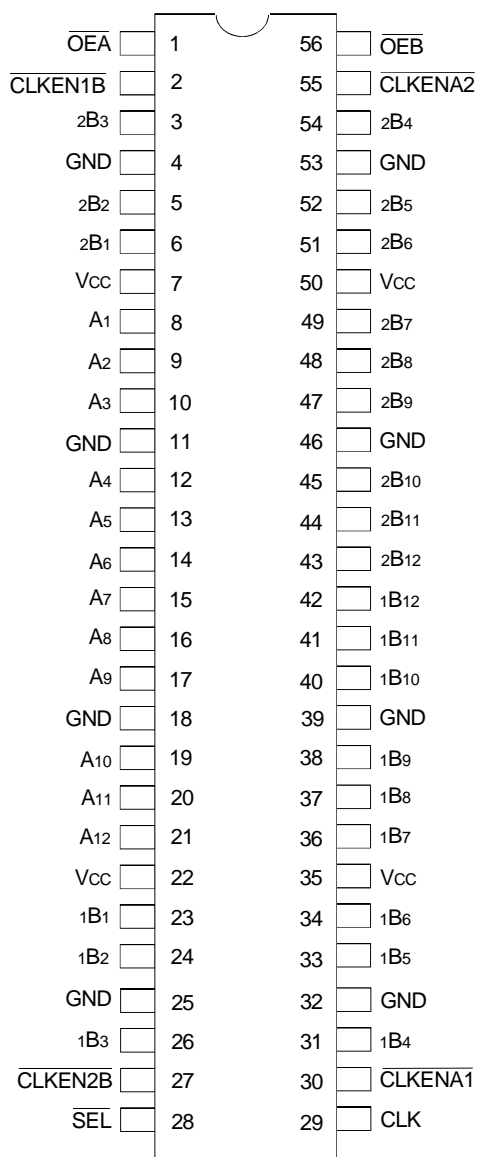 OEA 1 56 OEB
CLKEN1B 2 55 CLKENA2
2B3 3 54 2B4
GND 4 53 GND
2B2 5 52 2B5
2B1 6 51 2B6
VCC 7 50 VCC
A1 8 49 2B7
A2 9 48 2B8
A3 10 47 2B9
GND 11 46 GND
A4 12 45 2B10
A5 13 44 2B11
A6 14 43 2B12
A7 15 42 1B12
A8 16 41 1B11
A9 17 40 1B10
GND 18 39 GND
A10 19 38 1B9
A11 20 37 1B8
A12 21 36 1B7
VCC 22 35 VCC
1B1 23 34 1B6
1B2 24 33 1B5
GND 25 32 GND
1B3 26 31 1B4
CLKEN2B 27 30 CLKENA1
SEL 28 29 CLK